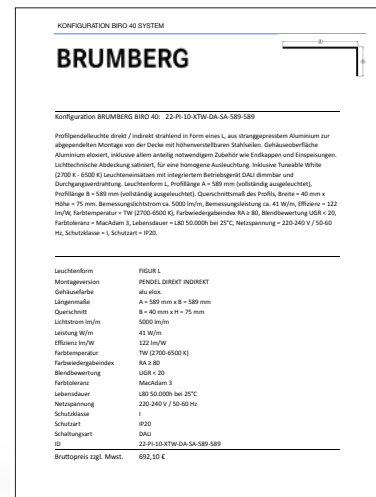 KONFIGURATION BIRO 40 SYSTEM
BRUMBERG
Konfiguration BRUMBERG BIRO 40: 22-PI-10-XTW-DA-SA-589-589
Profilpendelleuchte direkt / indirekt strahlend in Form eines L, aus stranggepresstem Aluminium zur
abgependelten Montage von der Decke mit höhenverstellbaren Stahlseilen. Gehäuseoberfläche
Aluminium eloxiert, inklusive allem anteilig notwendigem Zubehör wie Endkappen und Einspeisungen.
Lichttechnische Abdeckung satiniert, für eine homogene Ausleuchtung. Inklusive Tuneable White
(2700 K - 6500 K) Leuchteneinsätzen mit integriertem Betriebsgerät DALI dimmbar und
Durchgangsverdrahtung. Leuchtenform L, Profillänge A = 589 mm (vollständig ausgeleuchtet),
Profillänge B = 589 mm (vollständig ausgeleuchtet). Querschnittsmaß des Profils, Breite = 40 mm x
Höhe = 75 mm. Bemessungslichtstrom ca. 5000 lm/m, Bemessungsleistung ca. 41 W/m, Effizienz = 122
lm/W, Farbtemperatur = TW (2700-6500 K), Farbwiedergabeindex RA ≥ 80, Blendbewertung UGR < 20,
Farbtoleranz = MacAdam 3, Lebensdauer = L80 50.000h bei 25°C, Netzspannung = 220-240 V / 50-60
Hz, Schutzklasse = I, Schutzart = IP20.
Leuchtenform FIGUR L
Montageversion PENDEL DIREKT INDIREKT
Gehäusefarbe alu elox.
Längenmaße A = 589 mm x B = 589 mm
Querschnitt B = 40 mm x H = 75 mm
Lichtstrom lm/m 5000 lm/m
Leistung W/m 41 W/m
Effizienz lm/W 122 lm/W
Farbtemperatur TW (2700-6500 K)
Farbwiedergabeindex RA ≥ 80
Blendbewertung UGR < 20
Farbtoleranz MacAdam 3
Lebensdauer L80 50.000h bei 25°C
Netzspannung 220-240 V / 50-60 Hz
Schutzklasse I
Schutzart IP20
Schaltungsart DALI
ID 22-PI-10-XTW-DA-SA-589-589
Bruttopreis zzgl. Mwst. 692,10 €